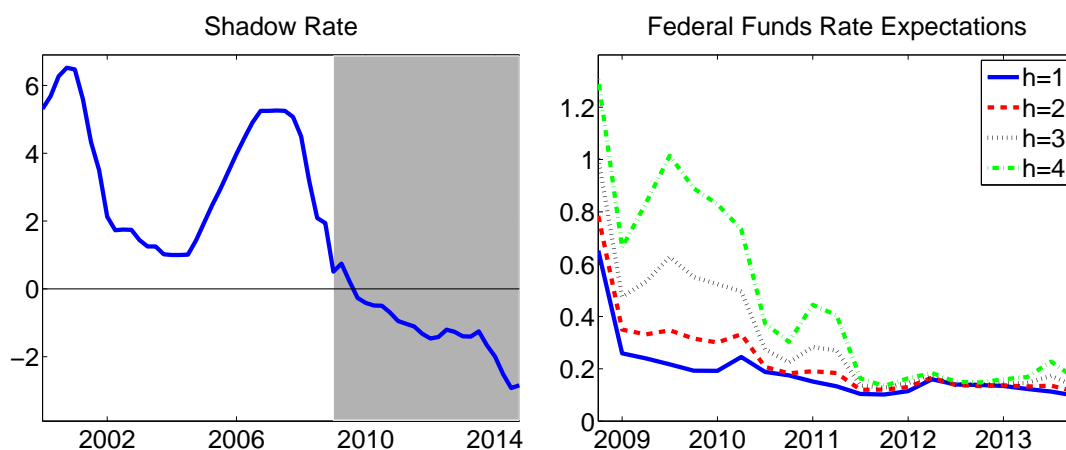 Shadow Rate
6
4
2
0
−2
2002 2006 2010 2014
Federal Funds Rate Expectations
1.2
1
0.8
0.6
0.4
0.2
0
2009 2010 2011 2012 2013
h=1
h=2
h=3
h=4